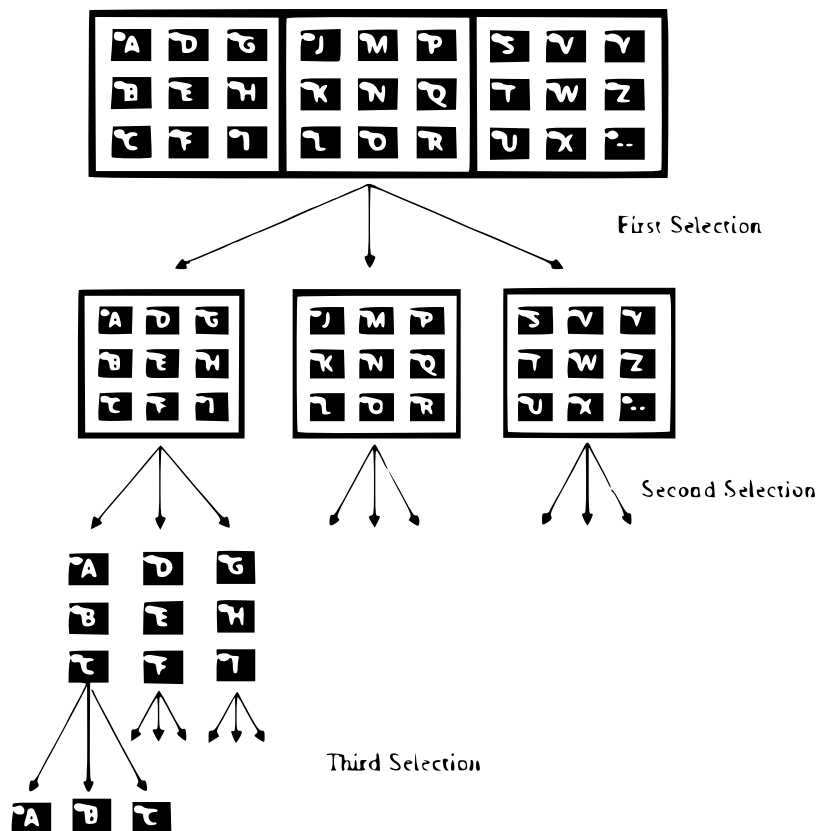 A D G J M P S V Y
B E H K N Q T W Z
C F I L O R U X --
First Selection
A D G J M P S V Y
B E H K N Q T W Z
C F I L O R U X --
Second Selection
A D G
B E H
C F I
Third Selection
A B C